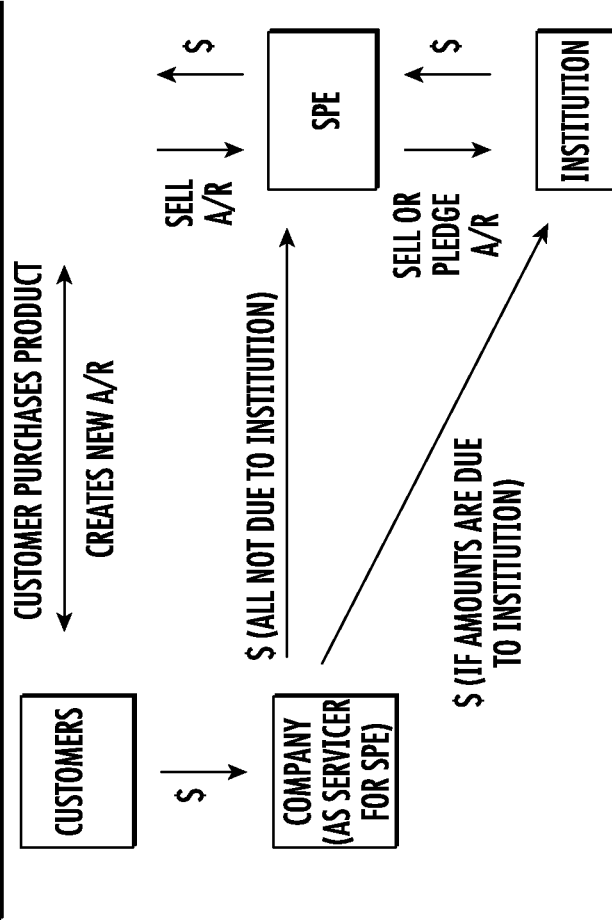 CUSTOMER PURCHASES PRODUCT
CREATES NEW A/R
CUSTOMERS
$
SELL
A/R
$
COMPANY
(AS SERVICER
FOR SPE)
$ (ALL NOT DUE TO INSTITUTION)
SPE
$ (IF AMOUNTS ARE DUE
TO INSTITUTION)
SELL OR
PLEDGE
A/R
$
INSTITUTION